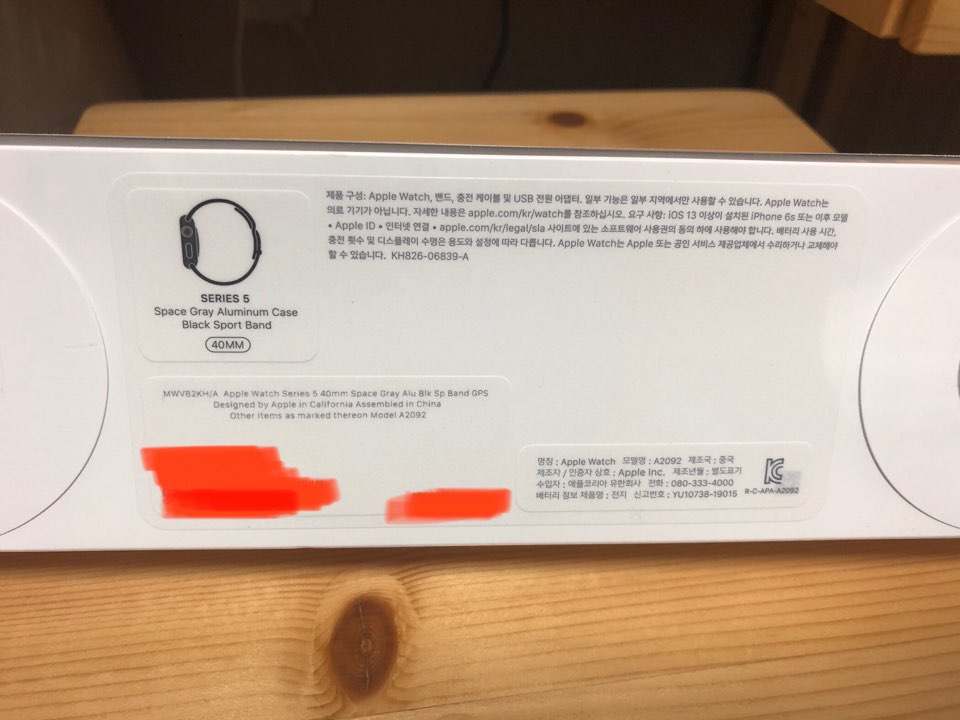 제품 구성: Apple Watch, 밴드, 충전 케이블 및 USB 전원 어댑터. 일부 기능은 일부 지역에서만 사용할 수 있습니다. Apple Watch는
의료 기기가 아닙니다. 자세한 내용은 apple.com/kr/watch를 참조하십시오. 요구 사항: iOS 13 이상이 설치된 iPhone 6s 또는 이후 모델
• Apple ID • 인터넷 연결 • apple.com/kr/legal/sla 사이트에 있는 소프트웨어 사용권의 동의 하에 사용해야 합니다. 배터리 사용 시간,
충전 횟수 및 디스플레이 수명은 용도와 설정에 따라 다릅니다. Apple Watch는 Apple 또는 공인 서비스 제공업체에서 수리하거나 교체해야
할 수 있습니다. KH826-06839-A
SERIES 5
Space Gray Aluminum Case
Black Sport Band
40MM
MWVB2KH/A Apple Watch Series 5 40mm Space Gray Alu Blk Sp Band GPS
Designed by Apple in California Assembled in China
Other items as marked thereon Model A2092
명칭 : Apple Watch 모델명 : A2092 제조국 : 중국
제조자 / 인증자 상호 : Apple Inc. 제조년월 : 별도표기
수입자 : 애플코리아 유한회사 전화 : 080-333-4000
배터리 정보 제품명 : 전지 신고번호 : YU10738-19015
R-C-APA-A2092